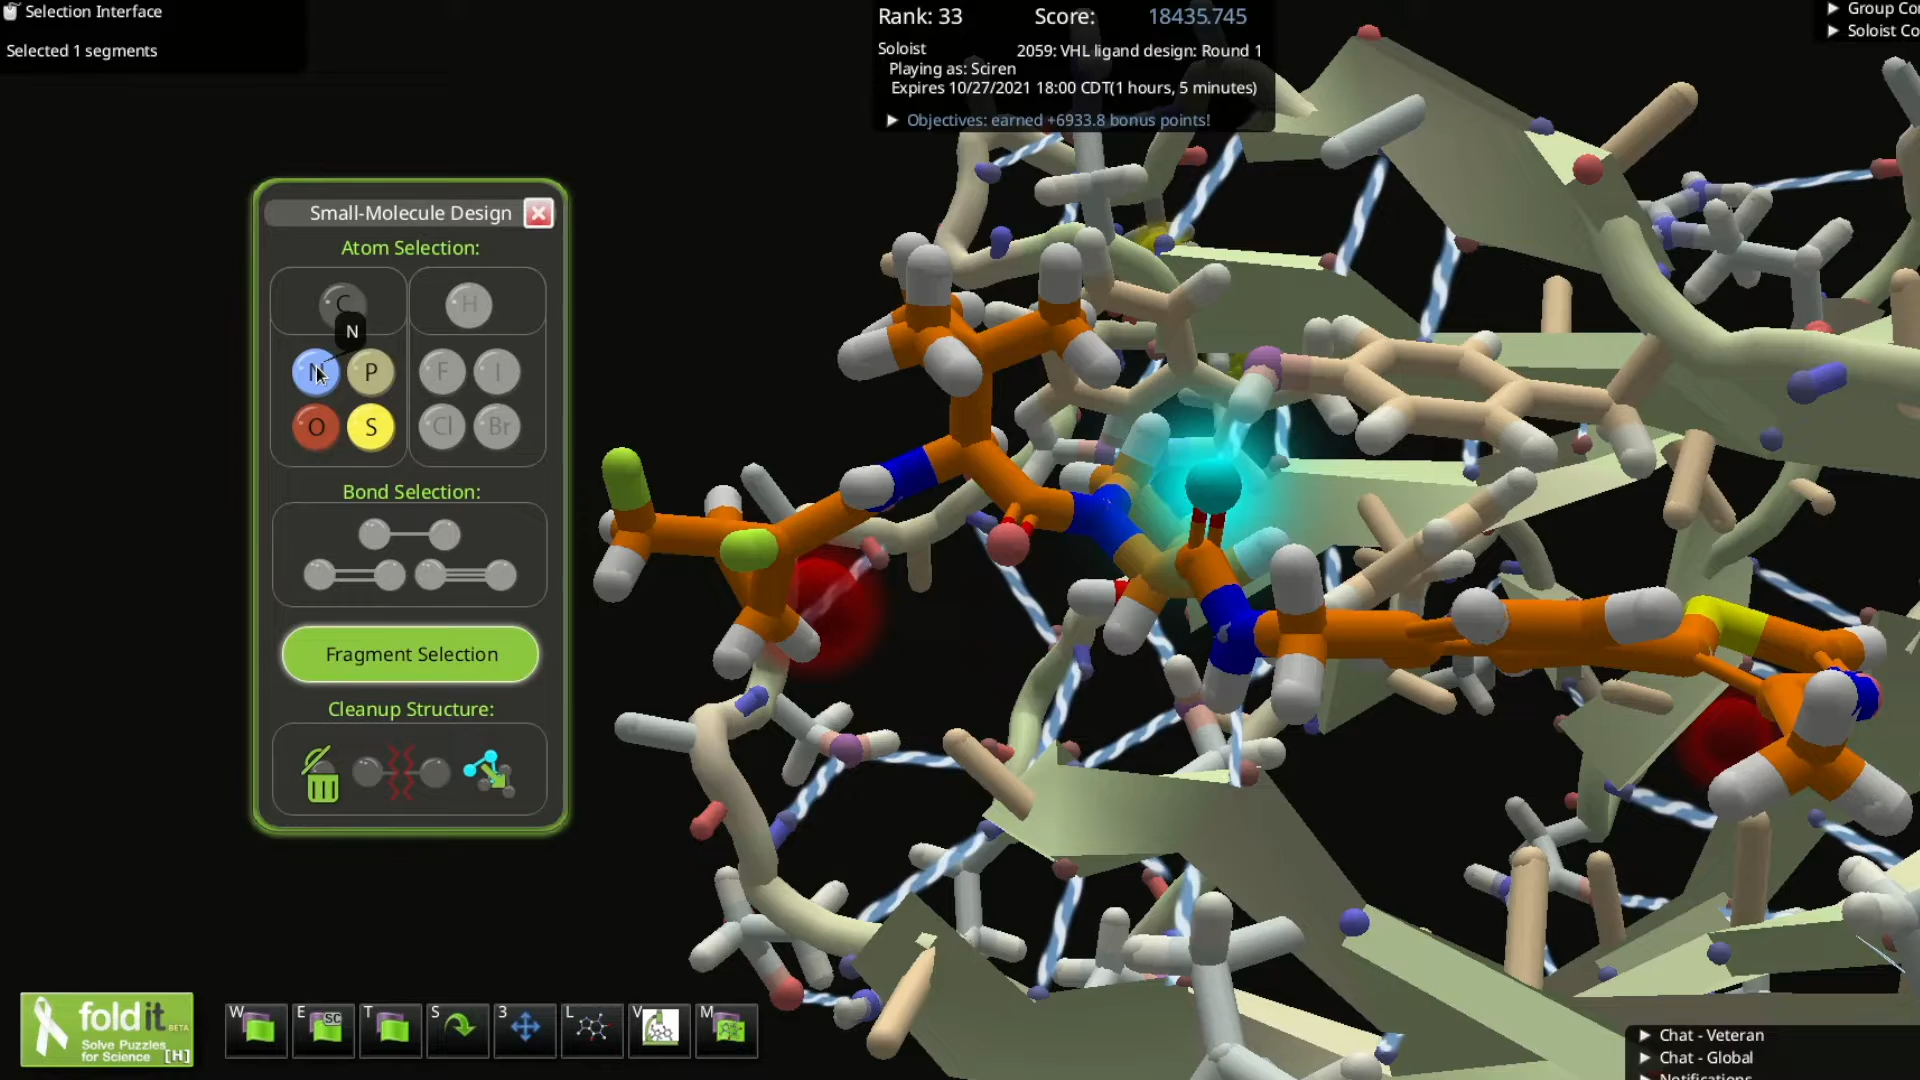 Selection Interface
Selected 1 segments
Rank: 33 Score: 18435.745
Soloist 2059: VHL ligand design: Round 1
Playing as: Sciren
Expires 10/27/2021 18:00 CDT(1 hours, 5 minutes)
Objectives: earned +6933.8 bonus points!
Group Co
Soloist Co
Small-Molecule Design
Atom Selection:
C H
N
N P F I
O S Cl Br
Bond Selection:
Fragment Selection
Cleanup Structure:
foldit BETA
Solve Puzzles
for Science [H]
W E SC T S 3 L V M
Chat - Veteran
Chat - Global
Notifications